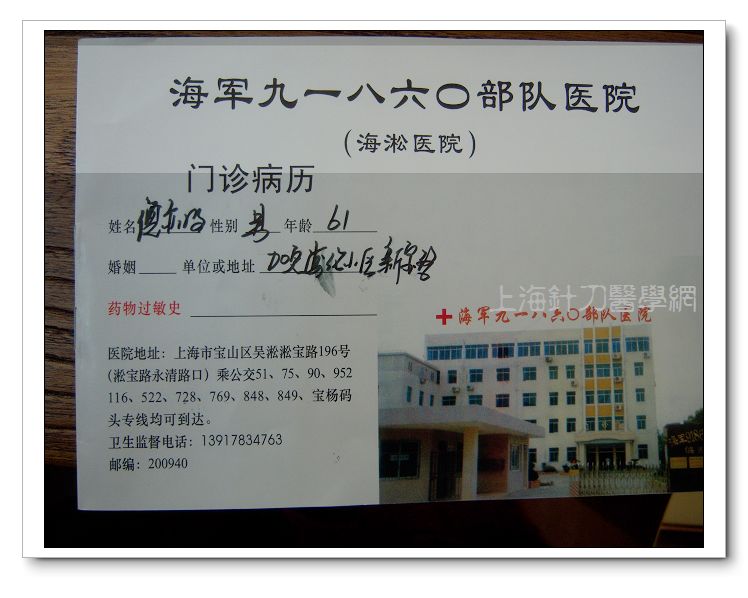 海军九一八六〇部队医院
(海淞医院)
门诊病历
姓名 性别 男 年龄 61
婚姻 单位或地址
药物过敏史
上海針刀醫學網
海军九一八六〇部队医院
医院地址：上海市宝山区吴淞淞宝路196号
(淞宝路永清路口) 乘公交51、75、90、952
116、522、728、769、848、849、宝杨码
头专线均可到达。
卫生监督电话：13917834763
邮编：200940